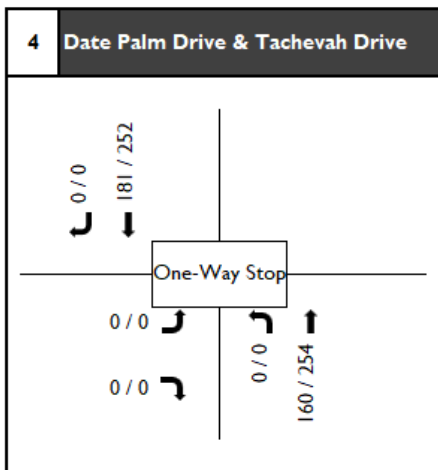 4
Date Palm Drive & Tachevah Drive
0 / 0
181 / 252
One-Way Stop
0 / 0
0 / 0
0 / 0
160 / 254